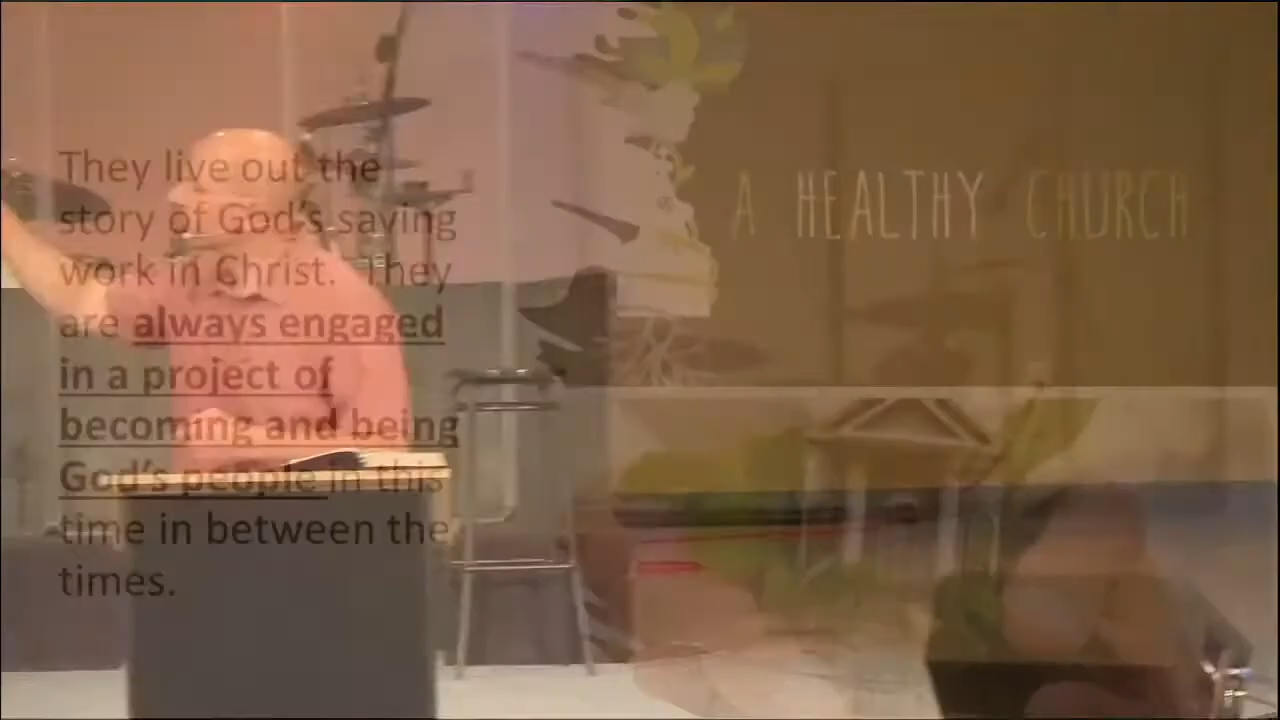 They live out the
story of God's saving
work in Christ. They
are always engaged
in a project of
becoming and being
God's people in this
time in between the
times.
A HEALTHY CHURCH